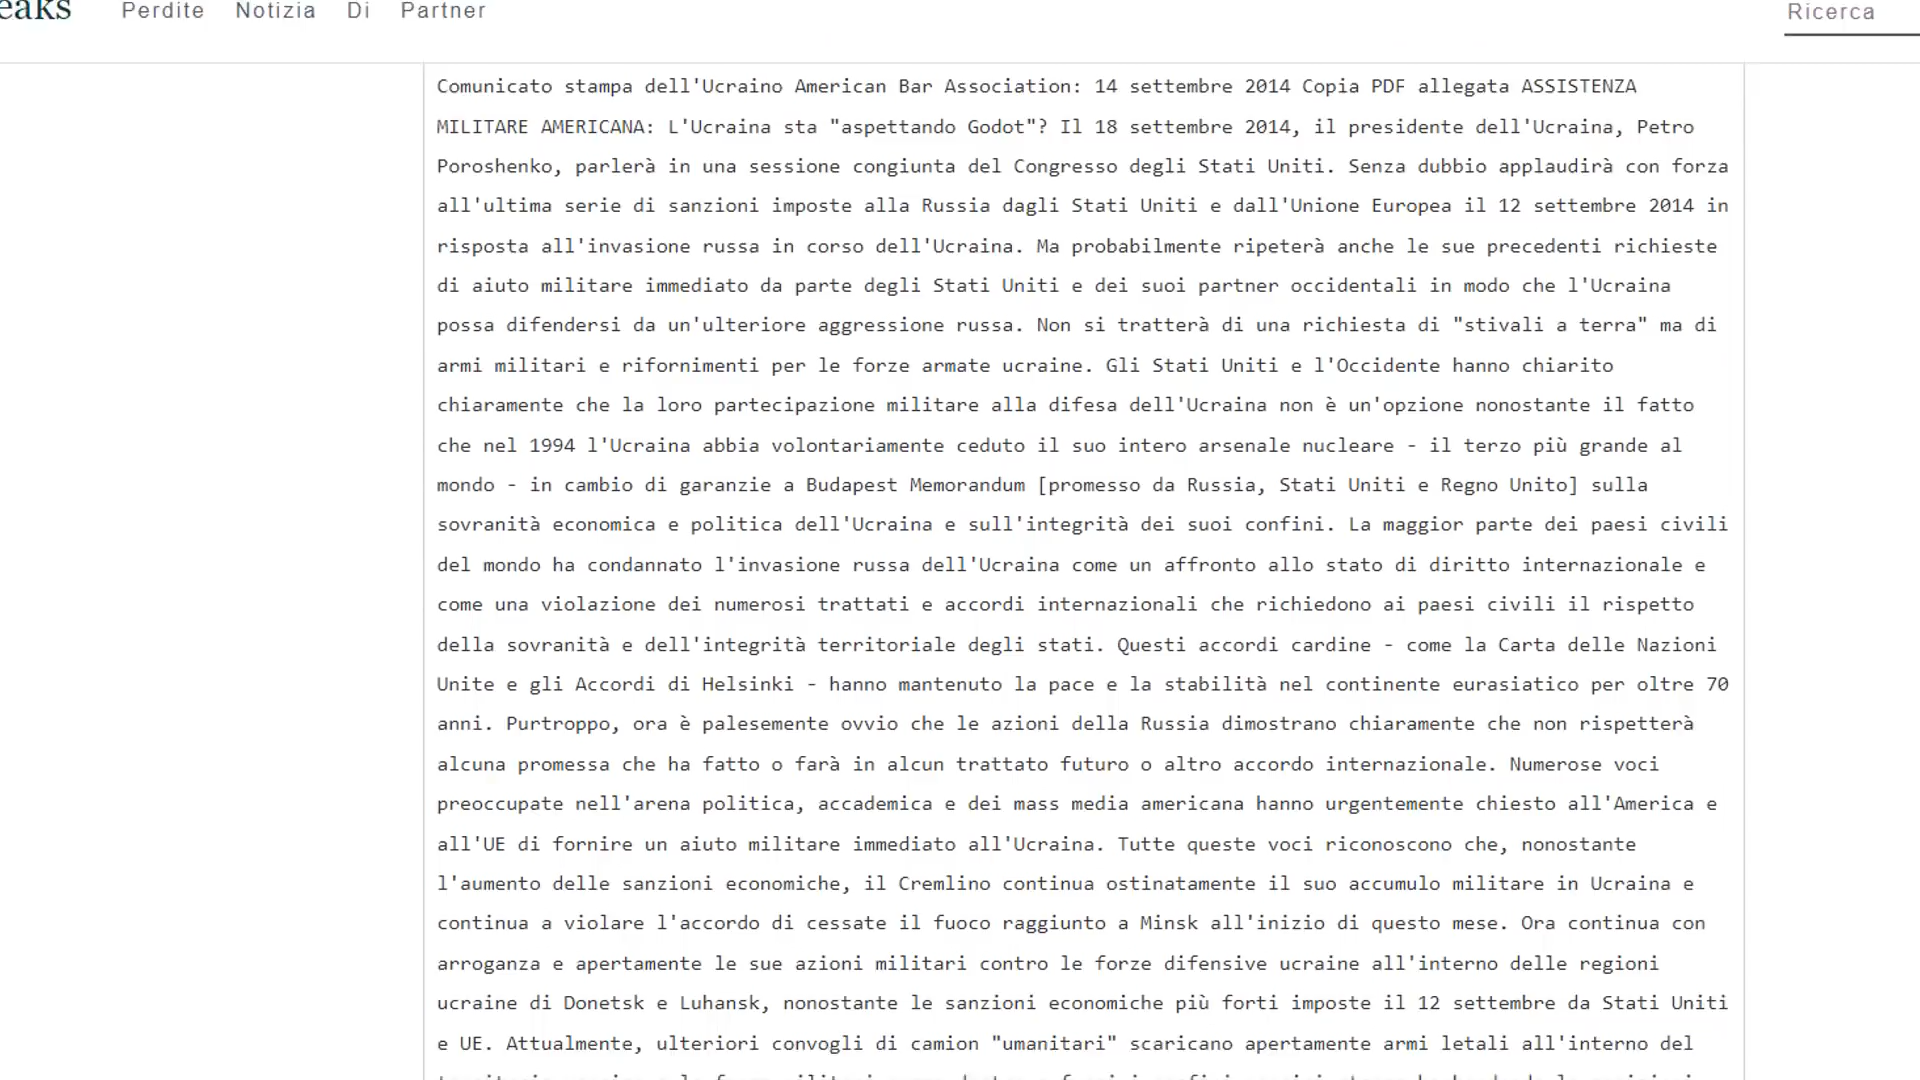 eaks
Perdite Notizia Di Partner
Ricerca
Comunicato stampa dell'Ucraino American Bar Association: 14 settembre 2014 Copia PDF allegata ASSISTENZA
MILITARE AMERICANA: L'Ucraina sta "aspettando Godot"? Il 18 settembre 2014, il presidente dell'Ucraina, Petro
Poroshenko, parlerà in una sessione congiunta del Congresso degli Stati Uniti. Senza dubbio applaudirà con forza
all'ultima serie di sanzioni imposte alla Russia dagli Stati Uniti e dall'Unione Europea il 12 settembre 2014 in
risposta all'invasione russa in corso dell'Ucraina. Ma probabilmente ripeterà anche le sue precedenti richieste
di aiuto militare immediato da parte degli Stati Uniti e dei suoi partner occidentali in modo che l'Ucraina
possa difendersi da un'ulteriore aggressione russa. Non si tratterà di una richiesta di "stivali a terra" ma di
armi militari e rifornimenti per le forze armate ucraine. Gli Stati Uniti e l'Occidente hanno chiarito
chiaramente che la loro partecipazione militare alla difesa dell'Ucraina non è un'opzione nonostante il fatto
che nel 1994 l'Ucraina abbia volontariamente ceduto il suo intero arsenale nucleare - il terzo più grande al
mondo - in cambio di garanzie a Budapest Memorandum [promesso da Russia, Stati Uniti e Regno Unito] sulla
sovranità economica e politica dell'Ucraina e sull'integrità dei suoi confini. La maggior parte dei paesi civili
del mondo ha condannato l'invasione russa dell'Ucraina come un affronto allo stato di diritto internazionale e
come una violazione dei numerosi trattati e accordi internazionali che richiedono ai paesi civili il rispetto
della sovranità e dell'integrità territoriale degli stati. Questi accordi cardine - come la Carta delle Nazioni
Unite e gli Accordi di Helsinki - hanno mantenuto la pace e la stabilità nel continente eurasiatico per oltre 70
anni. Purtroppo, ora è palesemente ovvio che le azioni della Russia dimostrano chiaramente che non rispetterà
alcuna promessa che ha fatto o farà in alcun trattato futuro o altro accordo internazionale. Numerose voci
preoccupate nell'arena politica, accademica e dei mass media americana hanno urgentemente chiesto all'America e
all'UE di fornire un aiuto militare immediato all'Ucraina. Tutte queste voci riconoscono che, nonostante
l'aumento delle sanzioni economiche, il Cremlino continua ostinatamente il suo accumulo militare in Ucraina e
continua a violare l'accordo di cessate il fuoco raggiunto a Minsk all'inizio di questo mese. Ora continua con
arroganza e apertamente le sue azioni militari contro le forze difensive ucraine all'interno delle regioni
ucraine di Donetsk e Luhansk, nonostante le sanzioni economiche più forti imposte il 12 settembre da Stati Uniti
e UE. Attualmente, ulteriori convogli di camion "umanitari" scaricano apertamente armi letali all'interno del